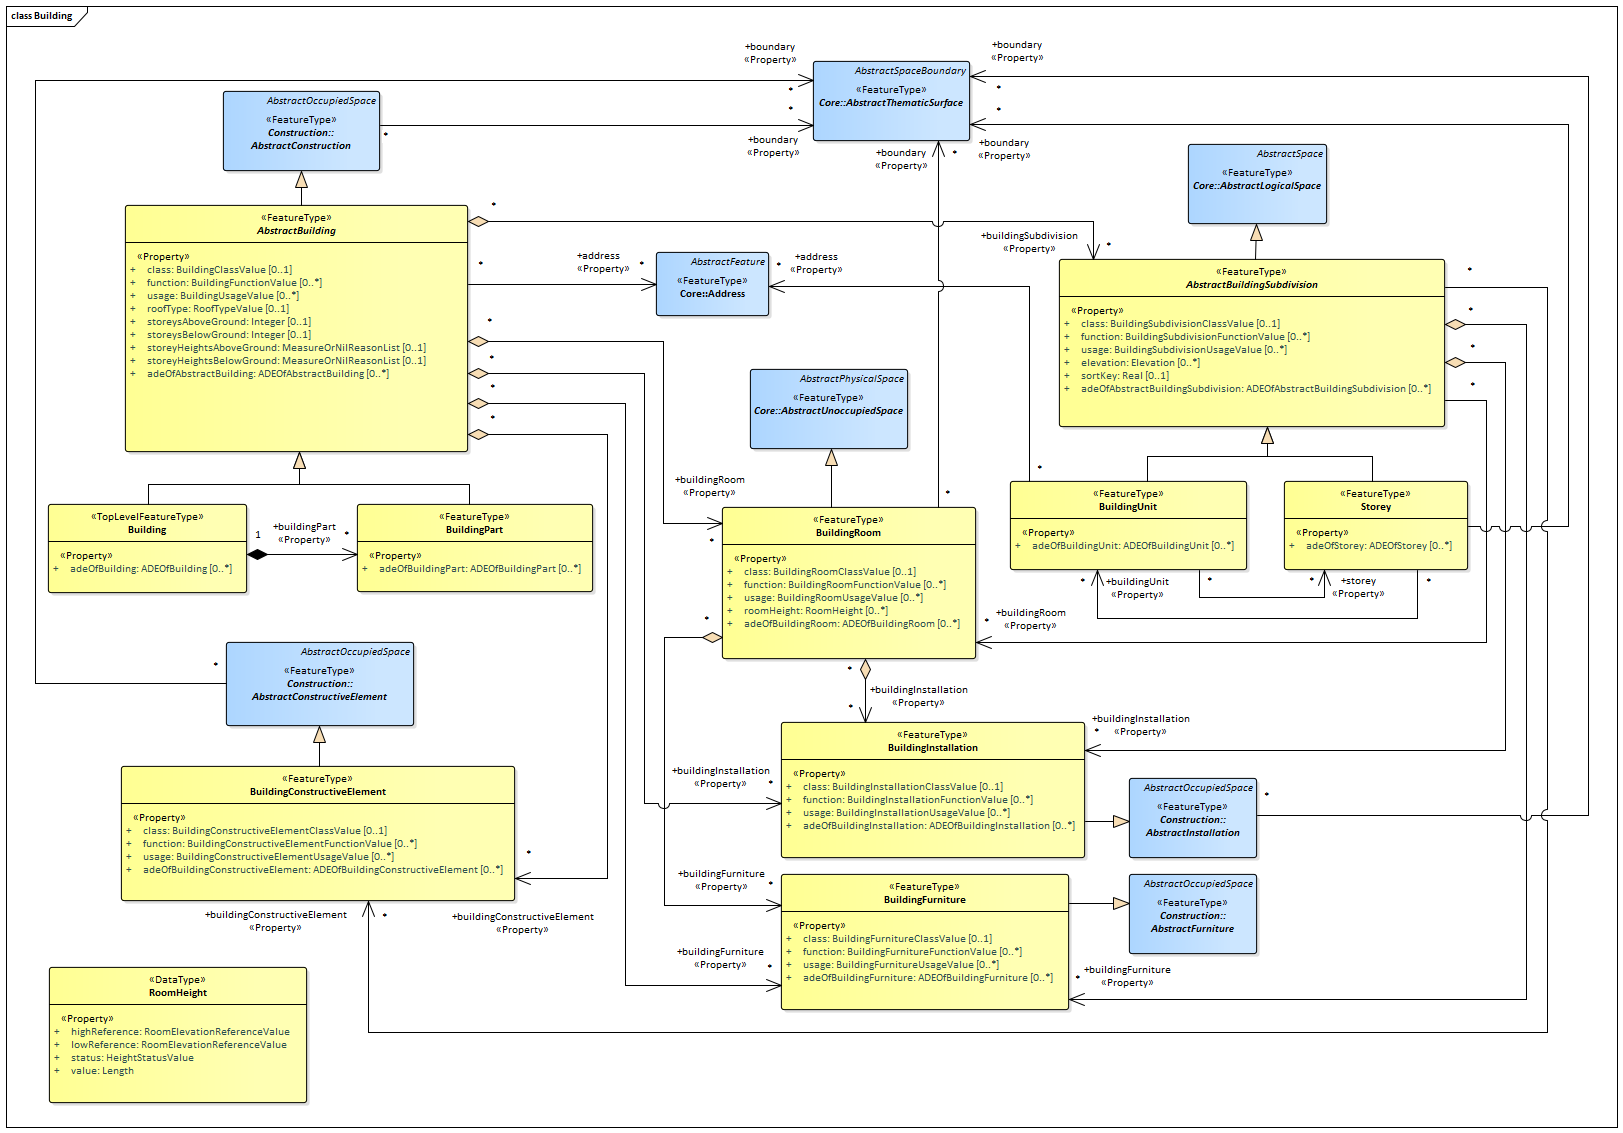 class Building
+boundary
«Property»
*
*
+boundary
«Property»
+boundary
«Property»
*
*
+boundary
«Property»
+boundary
«Property»
*
AbstractSpaceBoundary
«FeatureType»
Core::AbstractThematicSurface
AbstractOccupiedSpace
«FeatureType»
Construction::
AbstractConstruction
*
AbstractSpace
«FeatureType»
Core::AbstractLogicalSpace
«FeatureType»
AbstractBuilding
«Property»
+ class: BuildingClassValue [0..1]
+ function: BuildingFunctionValue [0..*]
+ usage: BuildingUsageValue [0..*]
+ roofType: RoofTypeValue [0..1]
+ storeysAboveGround: Integer [0..1]
+ storeysBelowGround: Integer [0..1]
+ storeyHeightsAboveGround: MeasureOrNilReasonList [0..1]
+ storeyHeightsBelowGround: MeasureOrNilReasonList [0..1]
+ adeOfAbstractBuilding: ADEOfAbstractBuilding [0..*]
*
*
*
*
*
*
+address
«Property»
*
AbstractFeature
«FeatureType»
Core::Address
*
+address
«Property»
+buildingSubdivision
«Property»
*
«FeatureType»
AbstractBuildingSubdivision
«Property»
+ class: BuildingSubdivisionClassValue [0..1]
+ function: BuildingSubdivisionFunctionValue [0..*]
+ usage: BuildingSubdivisionUsageValue [0..*]
+ elevation: Elevation [0..*]
+ sortKey: Real [0..1]
+ adeOfAbstractBuildingSubdivision: ADEOfAbstractBuildingSubdivision [0..*]
*
*
*
*
AbstractPhysicalSpace
«FeatureType»
Core::AbstractUnoccupiedSpace
«TopLevelFeatureType»
Building
«Property»
+ adeOfBuilding: ADEOfBuilding [0..*]
1
+buildingPart
«Property»
*
«FeatureType»
BuildingPart
«Property»
+ adeOfBuildingPart: ADEOfBuildingPart [0..*]
+buildingRoom
«Property»
*
*
«FeatureType»
BuildingRoom
«Property»
+ class: BuildingRoomClassValue [0..1]
+ function: BuildingRoomFunctionValue [0..*]
+ usage: BuildingRoomUsageValue [0..*]
+ roomHeight: RoomHeight [0..*]
+ adeOfBuildingRoom: ADEOfBuildingRoom [0..*]
*
*
«FeatureType»
BuildingUnit
«Property»
+ adeOfBuildingUnit: ADEOfBuildingUnit [0..*]
«FeatureType»
Storey
«Property»
+ adeOfStorey: ADEOfStorey [0..*]
*
*
+buildingUnit
«Property»
*
*
+storey
«Property»
*
*
+buildingRoom
«Property»
AbstractOccupiedSpace
«FeatureType»
Construction::
AbstractConstructiveElement
*
*
*
+buildingInstallation
«Property»
+buildingInstallation
*
«Property»
«FeatureType»
BuildingInstallation
«Property»
+ class: BuildingInstallationClassValue [0..1]
+ function: BuildingInstallationFunctionValue [0..*]
+ usage: BuildingInstallationUsageValue [0..*]
+ adeOfBuildingInstallation: ADEOfBuildingInstallation [0..*]
+buildingInstallation
«Property»
*
AbstractOccupiedSpace
«FeatureType»
Construction::
AbstractInstallation
*
«FeatureType»
BuildingConstructiveElement
«Property»
+ class: BuildingConstructiveElementClassValue [0..1]
+ function: BuildingConstructiveElementFunctionValue [0..*]
+ usage: BuildingConstructiveElementUsageValue [0..*]
+ adeOfBuildingConstructiveElement: ADEOfBuildingConstructiveElement [0..*]
*
+buildingConstructiveElement
«Property»
*
+buildingConstructiveElement
«Property»
+buildingFurniture
«Property»
*
«FeatureType»
BuildingFurniture
«Property»
+ class: BuildingFurnitureClassValue [0..1]
+ function: BuildingFurnitureFunctionValue [0..*]
+ usage: BuildingFurnitureUsageValue [0..*]
+ adeOfBuildingFurniture: ADEOfBuildingFurniture [0..*]
+buildingFurniture
«Property»
*
AbstractOccupiedSpace
«FeatureType»
Construction::
AbstractFurniture
*
+buildingFurniture
«Property»
«DataType»
RoomHeight
«Property»
+ highReference: RoomElevationReferenceValue
+ lowReference: RoomElevationReferenceValue
+ status: HeightStatusValue
+ value: Length